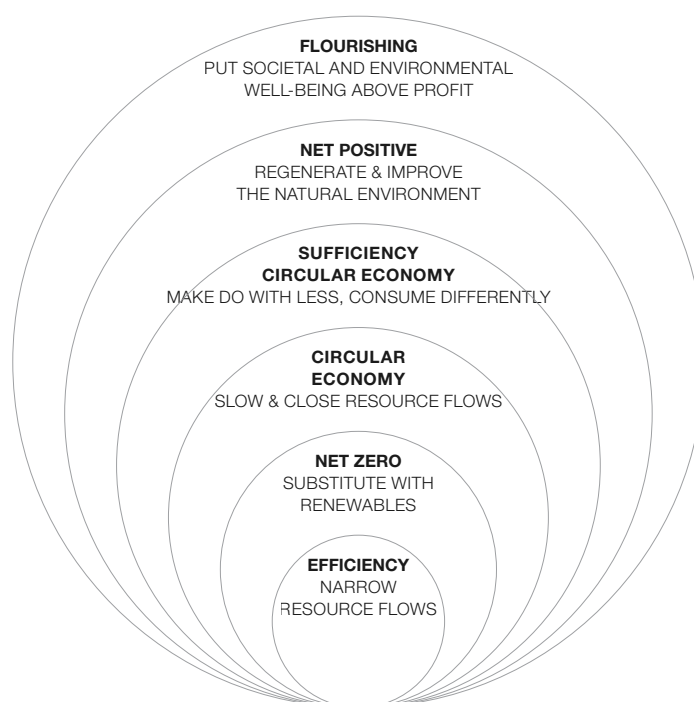 FLOURISHING
PUT SOCIETAL AND ENVIRONMENTAL
WELL-BEING ABOVE PROFIT
NET POSITIVE
REGENERATE & IMPROVE
THE NATURAL ENVIRONMENT
SUFFICIENCY
CIRCULAR ECONOMY
MAKE DO WITH LESS, CONSUME DIFFERENTLY
CIRCULAR
ECONOMY
SLOW & CLOSE RESOURCE FLOWS
NET ZERO
SUBSTITUTE WITH
RENEWABLES
EFFICIENCY
NARROW
RESOURCE FLOWS